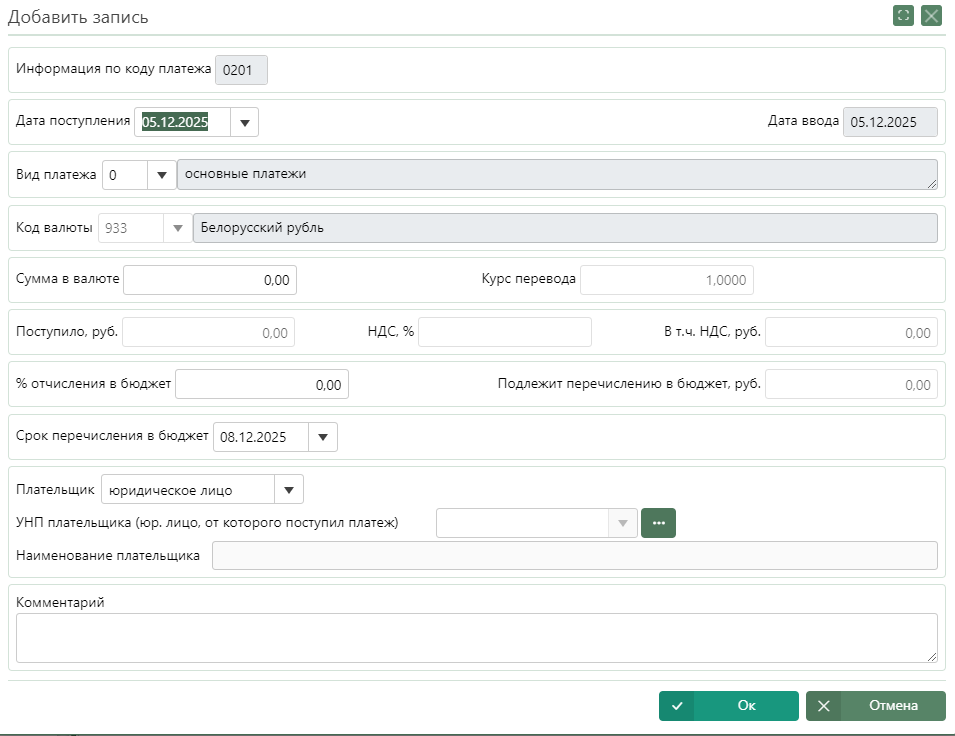 Добавить запись
Информация по коду платежа 0201
Дата поступления 05.12.2025 Дата ввода 05.12.2025
Вид платежа 0 основные платежи
Код валюты 933 Белорусский рубль
Сумма в валюте 0,00 Курс перевода 1,0000
Поступило, руб. 0,00 НДС, % В т.ч. НДС, руб. 0,00
% отчисления в бюджет 0,00 Подлежит перечислению в бюджет, руб. 0,00
Срок перечисления в бюджет 08.12.2025
Плательщик юридическое лицо
УНП плательщика (юр. лицо, от которого поступил платеж)
Наименование плательщика
Комментарий
Ок Отмена